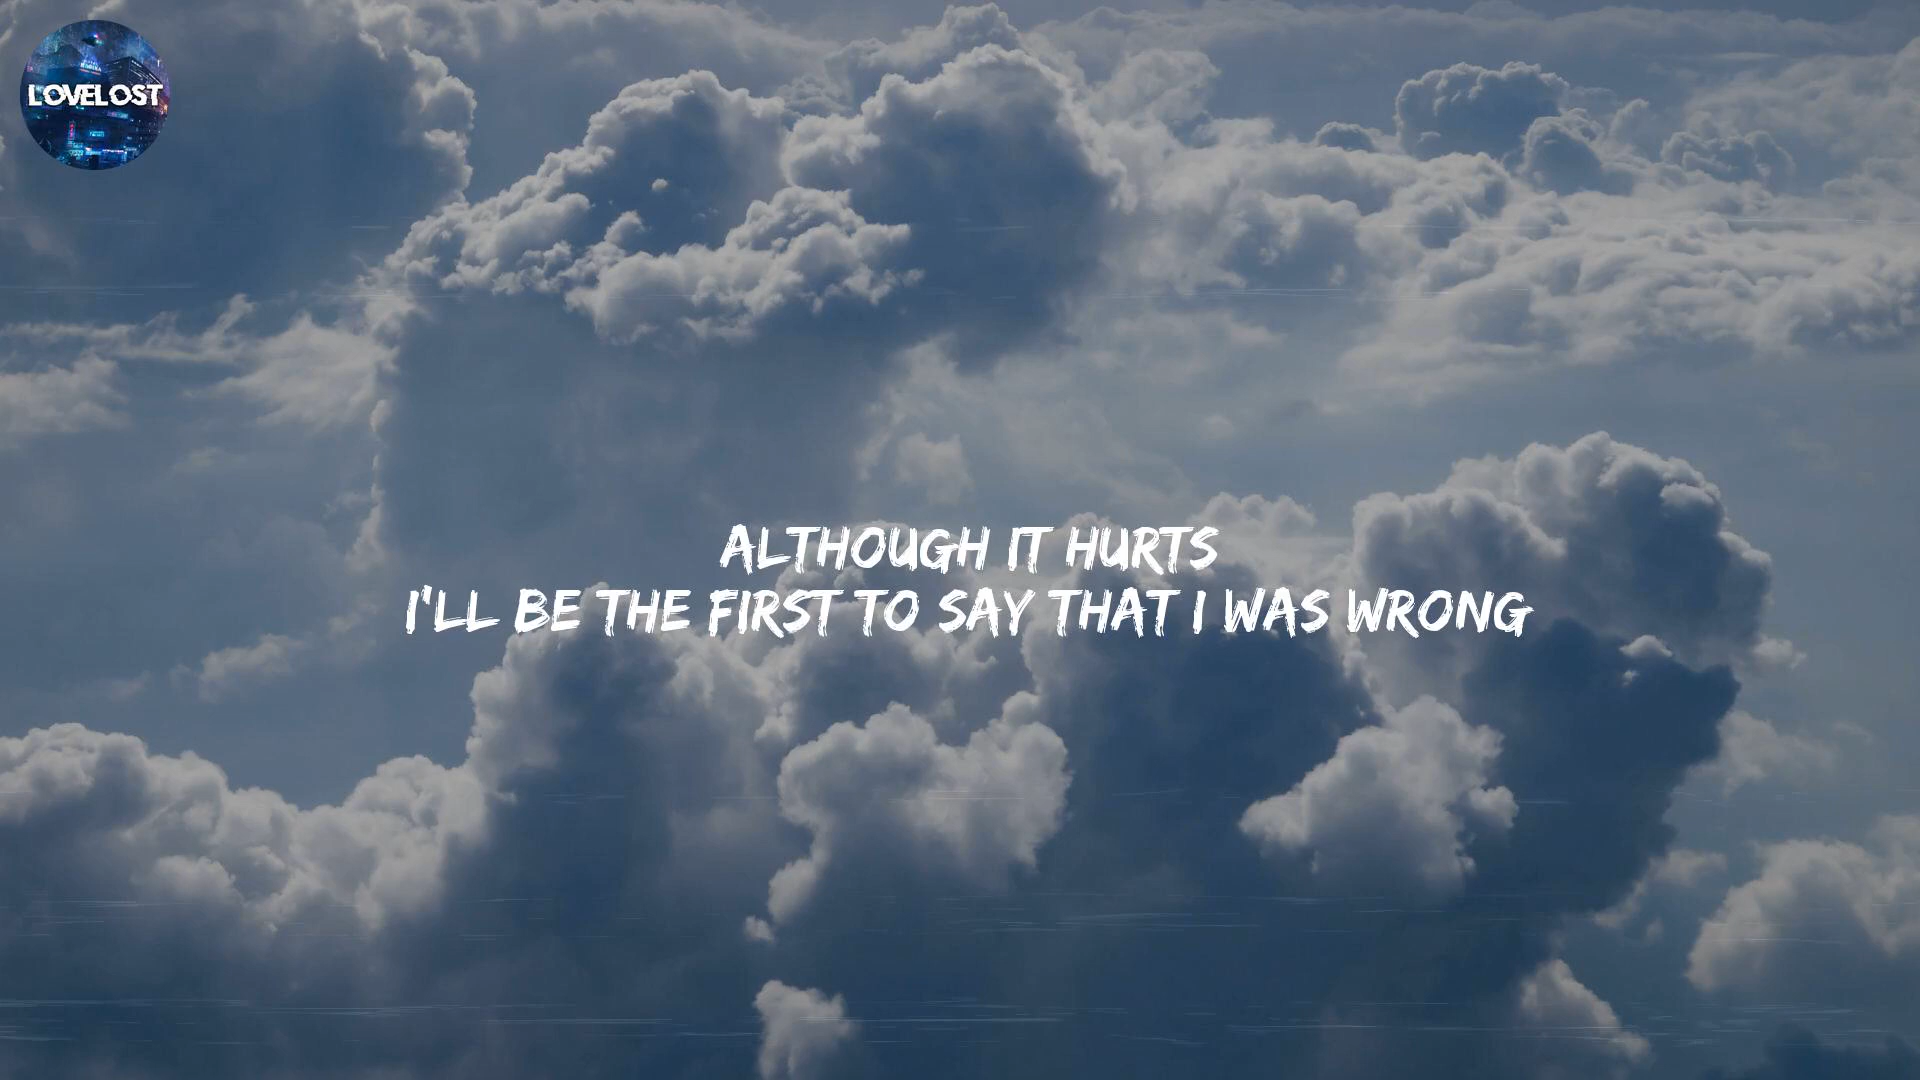 LOVELOST
ALTHOUGH IT HURTS
I'LL BE THE FIRST TO SAY THAT I WAS WRONG